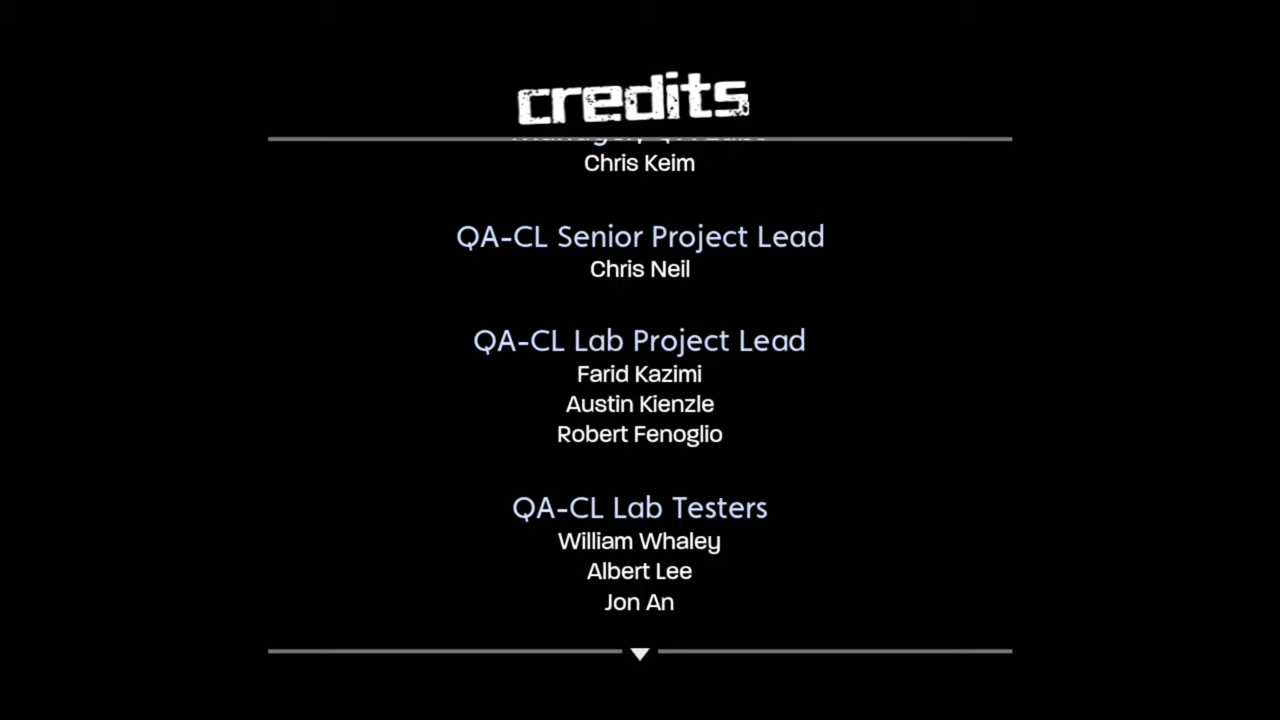 credits
Chris Keim
QA-CL Senior Project Lead
Chris Neil
QA-CL Lab Project Lead
Farid Kazimi
Austin Kienzle
Robert Fenoglio
QA-CL Lab Testers
William Whaley
Albert Lee
Jon An